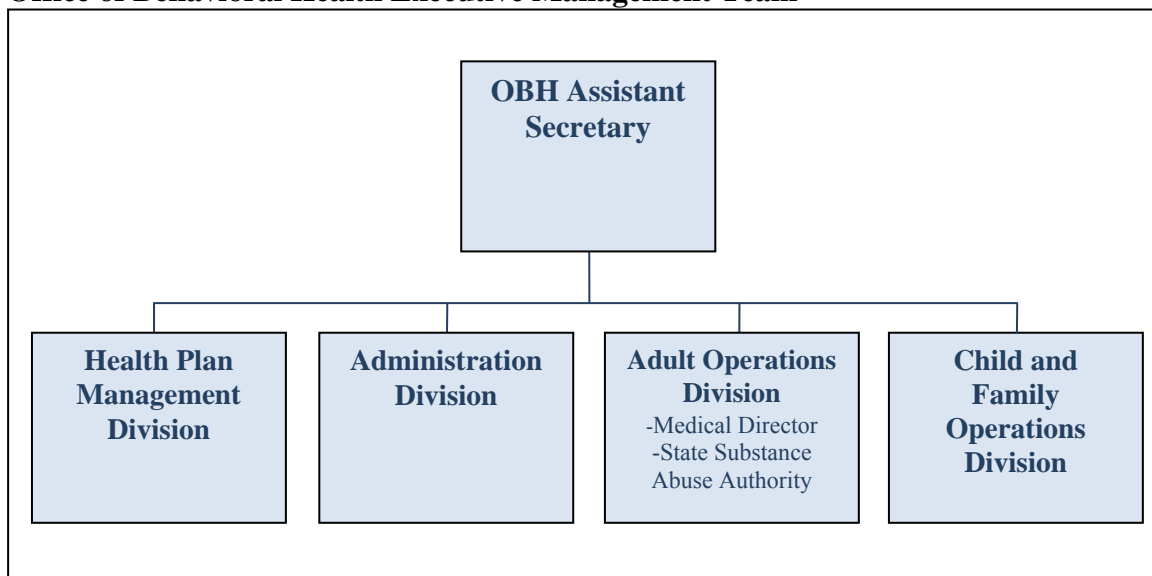 Office of Behavioral Health Executive Management Team
OBH Assistant
Secretary
Health Plan
Management
Division
Administration
Division
Adult Operations
Division
-Medical Director
-State Substance
Abuse Authority
Child and
Family
Operations
Division